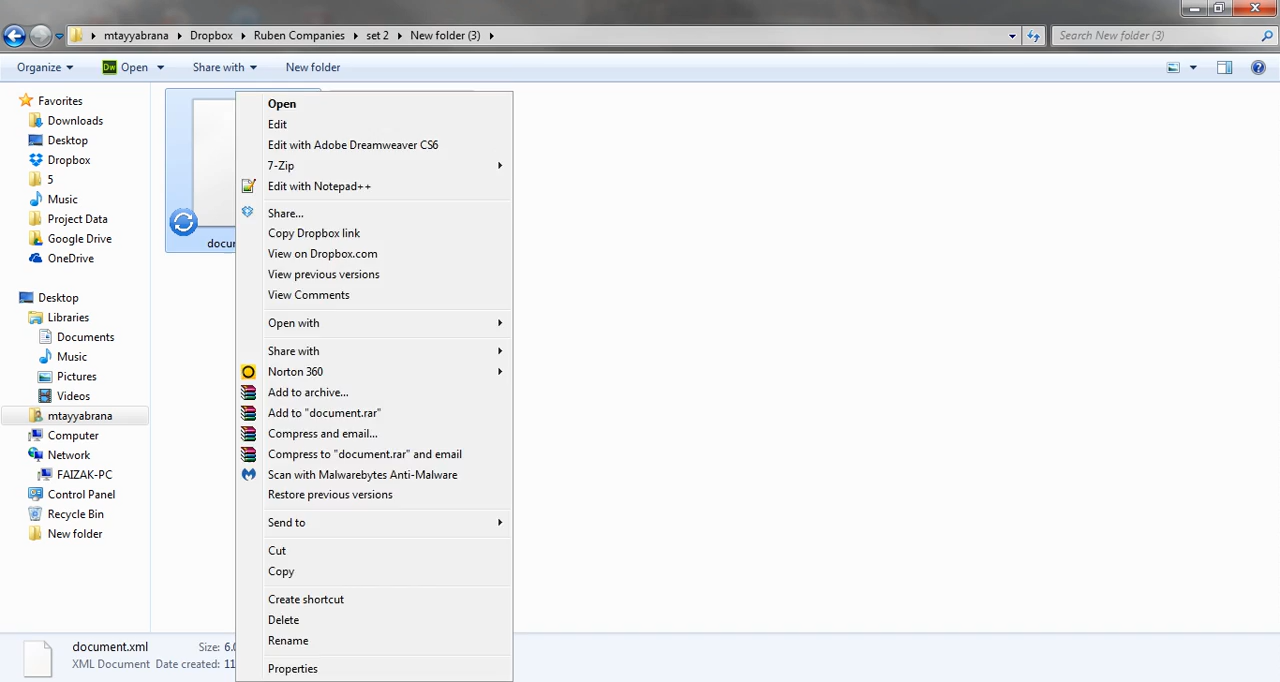 mtayyabrana Dropbox Ruben Companies set 2 New folder (3)
Search New folder (3)
Organize Dw Open Share with New folder
Favorites
Downloads
Desktop
Dropbox
5
Music
Project Data
Google Drive
OneDrive
Desktop
Libraries
Documents
Music
Pictures
Videos
mtayyabrana
Computer
Network
FAIZAK-PC
Control Panel
Recycle Bin
New folder
Open
Edit
Edit with Adobe Dreamweaver CS6
7-Zip
Edit with Notepad++
Share...
Copy Dropbox link
View on Dropbox.com
View previous versions
View Comments
Open with
Share with
Norton 360
Add to archive...
Add to "document.rar"
Compress and email...
Compress to "document.rar" and email
Scan with Malwarebytes Anti-Malware
Restore previous versions
Send to
Cut
Copy
Create shortcut
Delete
Rename
Properties
document.xml Size:
XML Document Date created: 11